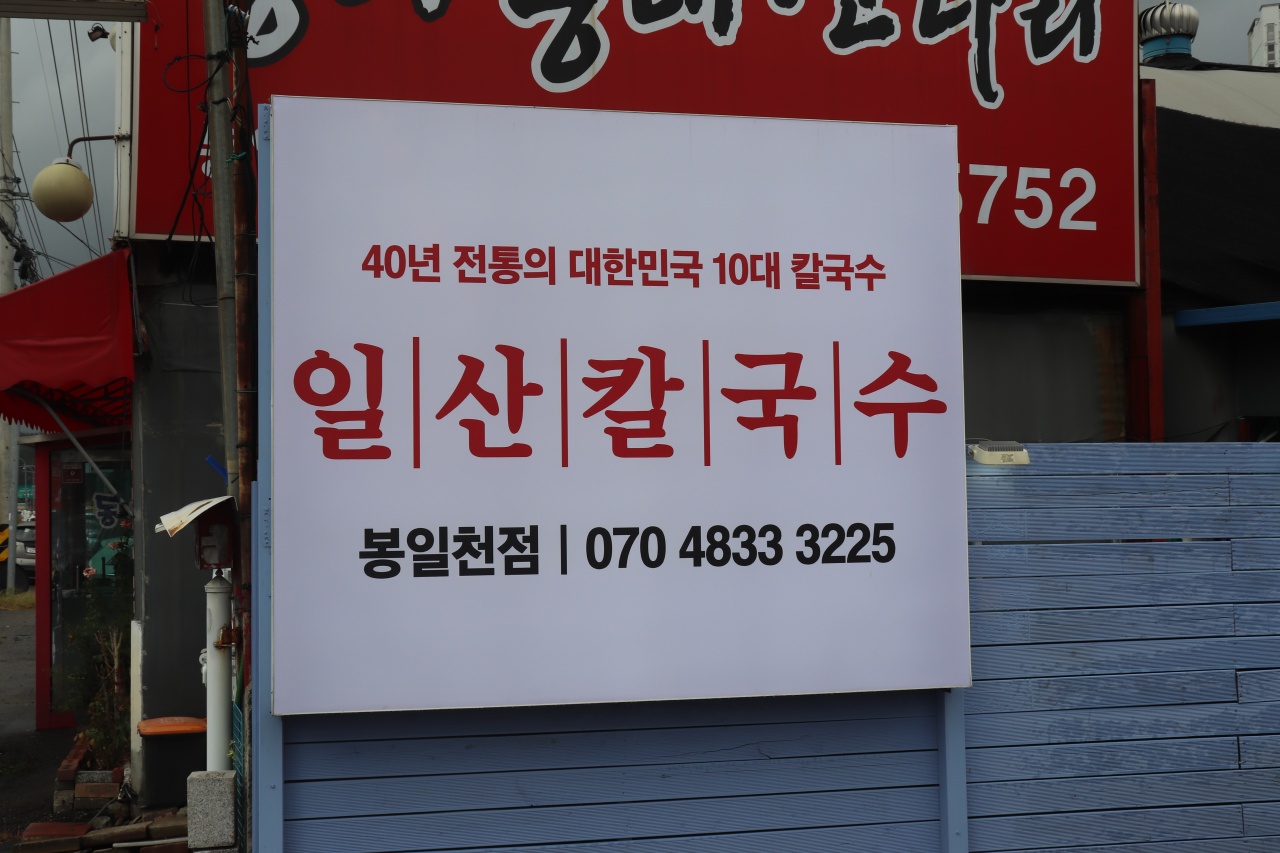 5752
40년 전통의 대한민국 10대 칼국수
일|산|칼|국|수
봉일천점 | 070 4833 3225